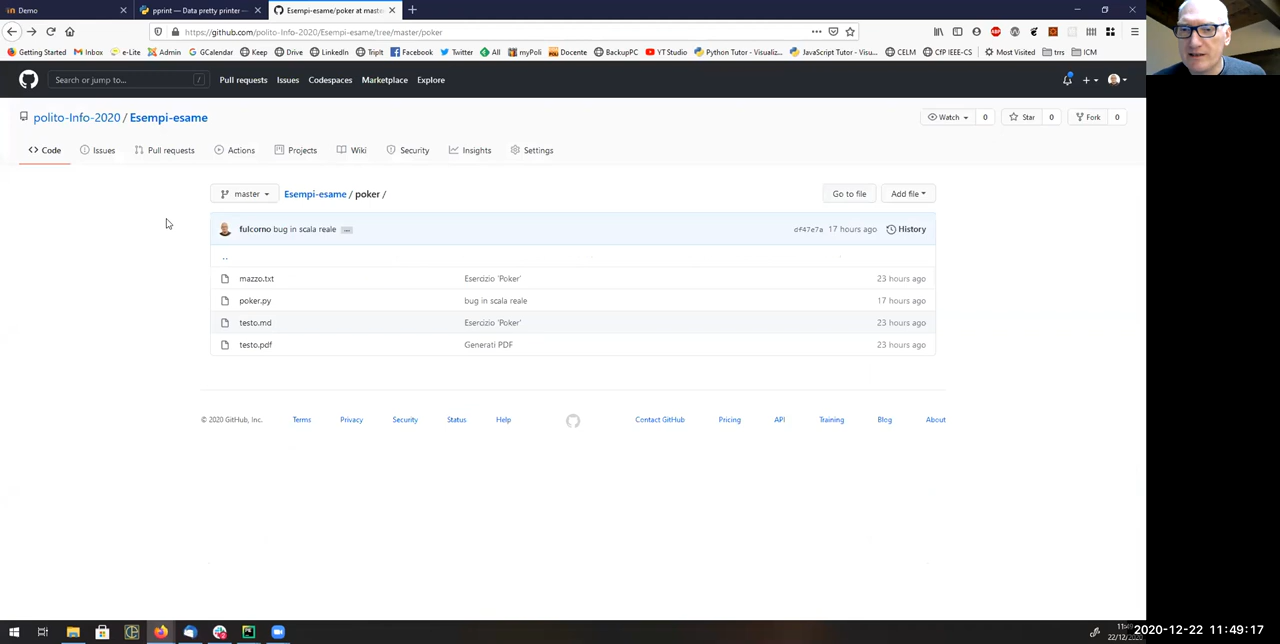 Demo
pprint — Data pretty printer —
Esempi-esame/poker at master
https://github.com/polito-Info-2020/Esempi-esame/tree/master/poker
Getting Started Inbox e-Lite Admin GCalendar Keep Drive LinkedIn TripIt Facebook Twitter All myPoli Docente BackupPC YT Studio Python Tutor - Visualiz... JavaScript Tutor - Visu... CELM CfP IEEE-CS Most Visited trrs ICM
Search or jump to... /
Pull requests Issues Codespaces Marketplace Explore
polito-Info-2020 / Esempi-esame
Watch 0 Star 0 Fork 0
Code Issues Pull requests Actions Projects Wiki Security Insights Settings
master Esempi-esame / poker / Go to file Add file
fulcorno bug in scala reale ... df47e7a 17 hours ago History
..
mazzo.txt Esercizio 'Poker' 23 hours ago
poker.py bug in scala reale 17 hours ago
testo.md Esercizio 'Poker' 23 hours ago
testo.pdf Generati PDF 23 hours ago
© 2020 GitHub, Inc. Terms Privacy Security Status Help Contact GitHub Pricing API Training Blog About
2020-12-22 11:49:17